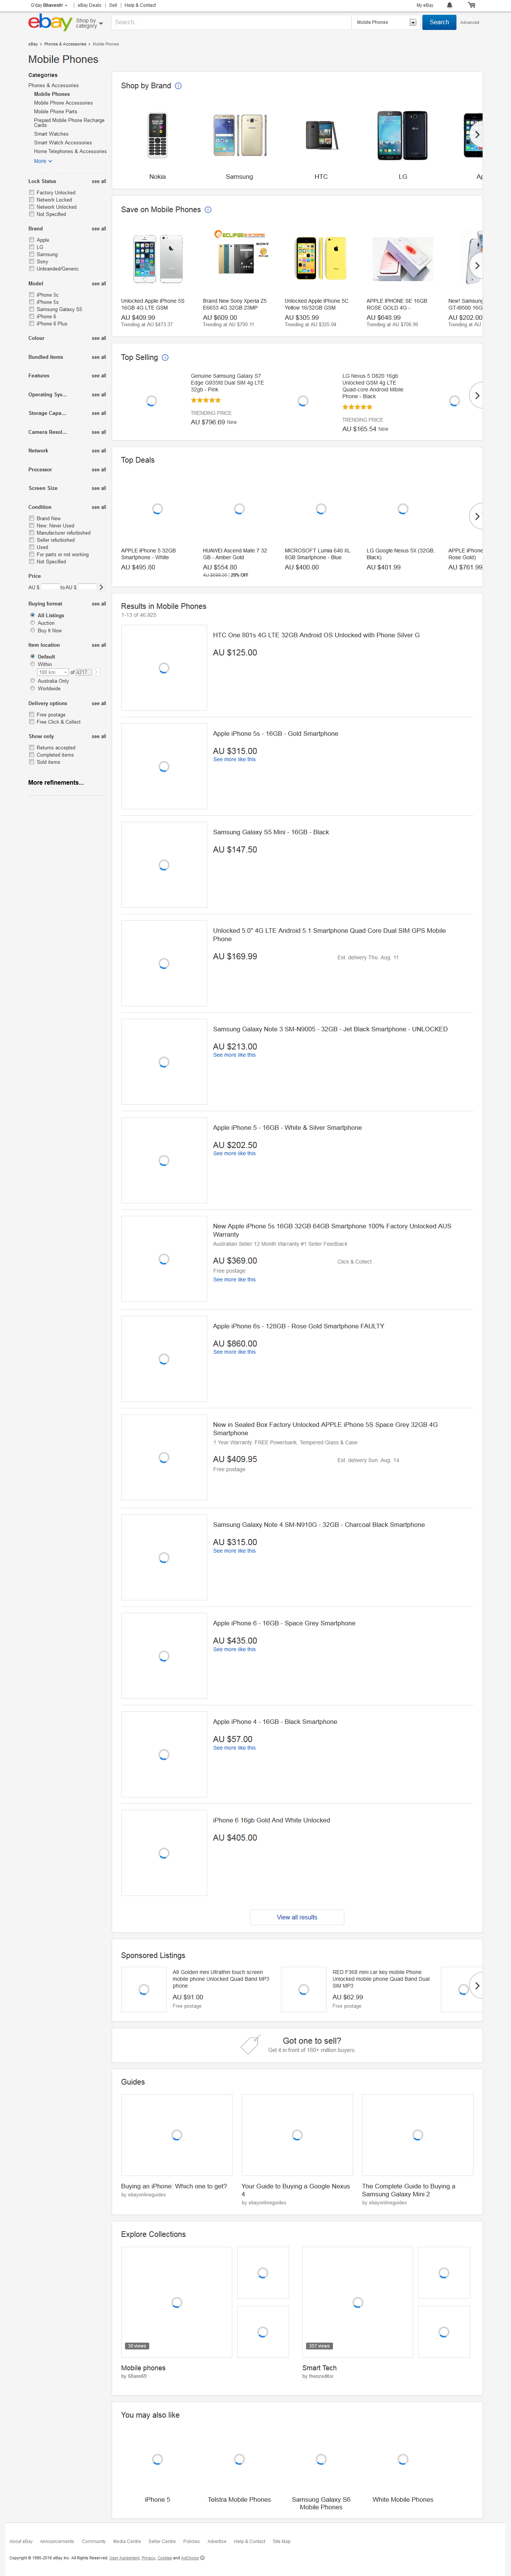 G'day Bhavesh!
eBay Deals
Sell
Help & Contact
My eBay
ebay
Shop by category
Search...
Mobile Phones
Search
Advanced
eBay > Phones & Accessories > Mobile Phones
Mobile Phones
Categories
Phones & Accessories
Mobile Phones
Mobile Phone Accessories
Mobile Phone Parts
Prepaid Mobile Phone Recharge
Cards
Smart Watches
Smart Watch Accessories
Home Telephones & Accessories
More
Lock Status see all
Factory Unlocked
Network Locked
Network Unlocked
Not Specified
Brand see all
Apple
LG
Samsung
Sony
Unbranded/Generic
Model see all
iPhone 5c
iPhone 5s
Samsung Galaxy S5
iPhone 6
iPhone 6 Plus
Colour see all
Bundled Items see all
Features see all
Operating Sys... see all
Storage Capa... see all
Camera Resol... see all
Network see all
Processor see all
Screen Size see all
Condition see all
Brand New
New: Never Used
Manufacturer refurbished
Seller refurbished
Used
For parts or not working
Not Specified
Price
AU $ to AU $
Buying format see all
All Listings
Auction
Buy It Now
Item location see all
Default
Within
100 km of 4217
Australia Only
Worldwide
Delivery options see all
Free postage
Free Click & Collect
Show only see all
Returns accepted
Completed items
Sold items
More refinements...
Shop by Brand
Nokia
Samsung
HTC
LG
Ap
Save on Mobile Phones
Unlocked Apple iPhone 5S
16GB 4G LTE GSM
AU $409.99
Trending at AU $473.37
Brand New Sony Xperia Z5
E6653 4G 32GB 23MP
AU $609.00
Trending at AU $700.11
Unlocked Apple iPhone 5C
Yellow 16/32GB GSM
AU $305.99
Trending at AU $325.04
APPLE IPHONE SE 16GB
ROSE GOLD 4G -
AU $648.99
Trending at AU $706.90
New! Samsung
GT-I9500 16G
AU $202.00
Trending at AU
Top Selling
Genuine Samsung Galaxy S7
Edge G935fd Dual SIM 4g LTE
32gb - Pink
TRENDING PRICE
AU $796.69 New
LG Nexus 5 D820 16gb
Unlocked GSM 4g LTE
Quad-core Android Mibile
Phone - Black
TRENDING PRICE
AU $165.54 New
Top Deals
APPLE iPhone 5 32GB
Smartphone - White
AU $495.80
HUAWEI Ascend Mate 7 32
GB - Amber Gold
AU $554.80
AU $699.00 | 20% OFF
MICROSOFT Lumia 640 XL
8GB Smartphone - Blue
AU $400.00
LG Google Nexus 5X (32GB,
Black)
AU $401.99
APPLE iPhone
Rose Gold)
AU $761.99
Results in Mobile Phones
1-13 of 46,925
HTC One 801s 4G LTE 32GB Android OS Unlocked with Phone Silver G
AU $125.00
Apple iPhone 5s - 16GB - Gold Smartphone
AU $315.00
See more like this
Samsung Galaxy S5 Mini - 16GB - Black
AU $147.50
Unlocked 5.0" 4G LTE Android 5.1 Smartphone Quad Core Dual SIM GPS Mobile
Phone
AU $169.99 Est. delivery Thu. Aug. 11
Samsung Galaxy Note 3 SM-N9005 - 32GB - Jet Black Smartphone - UNLOCKED
AU $213.00
See more like this
Apple iPhone 5 - 16GB - White & Silver Smartphone
AU $202.50
See more like this
New Apple iPhone 5s 16GB 32GB 64GB Smartphone 100% Factory Unlocked AUS
Warranty
Australian Seller 12 Month Warranty #1 Seller Feedback
AU $369.00 Click & Collect
Free postage
See more like this
Apple iPhone 6s - 128GB - Rose Gold Smartphone FAULTY
AU $860.00
See more like this
New in Sealed Box Factory Unlocked APPLE iPhone 5S Space Grey 32GB 4G
Smartphone
1 Year Warranty. FREE Powerbank, Tempered Glass & Case
AU $409.95 Est. delivery Sun. Aug. 14
Free postage
Samsung Galaxy Note 4 SM-N910G - 32GB - Charcoal Black Smartphone
AU $315.00
See more like this
Apple iPhone 6 - 16GB - Space Grey Smartphone
AU $435.00
See more like this
Apple iPhone 4 - 16GB - Black Smartphone
AU $57.00
See more like this
iPhone 6 16gb Gold And White Unlocked
AU $405.00
View all results
Sponsored Listings
A8 Golden mini Ultrathin touch screen
mobile phone Unlocked Quad Band MP3
phone
AU $91.00
Free postage
RED F368 mini car key mobile Phone
Unlocked mobile phone Quad Band Dual
SIM MP3
AU $62.99
Free postage
Got one to sell?
Get it in front of 160+ million buyers.
Guides
Buying an iPhone: Which one to get?
by ebayonlineguides
Your Guide to Buying a Google Nexus
4
by ebayonlineguides
The Complete Guide to Buying a
Samsung Galaxy Mini 2
by ebayonlineguides
Explore Collections
30 views
Mobile phones
by 68ann69
357 views
Smart Tech
by thenzeditor
You may also like
iPhone 5
Telstra Mobile Phones
Samsung Galaxy S6
Mobile Phones
White Mobile Phones
About eBay Announcements Community Media Centre Seller Centre Policies Advertise Help & Contact Site Map
Copyright © 1995-2016 eBay Inc. All Rights Reserved. User Agreement, Privacy, Cookies and AdChoice